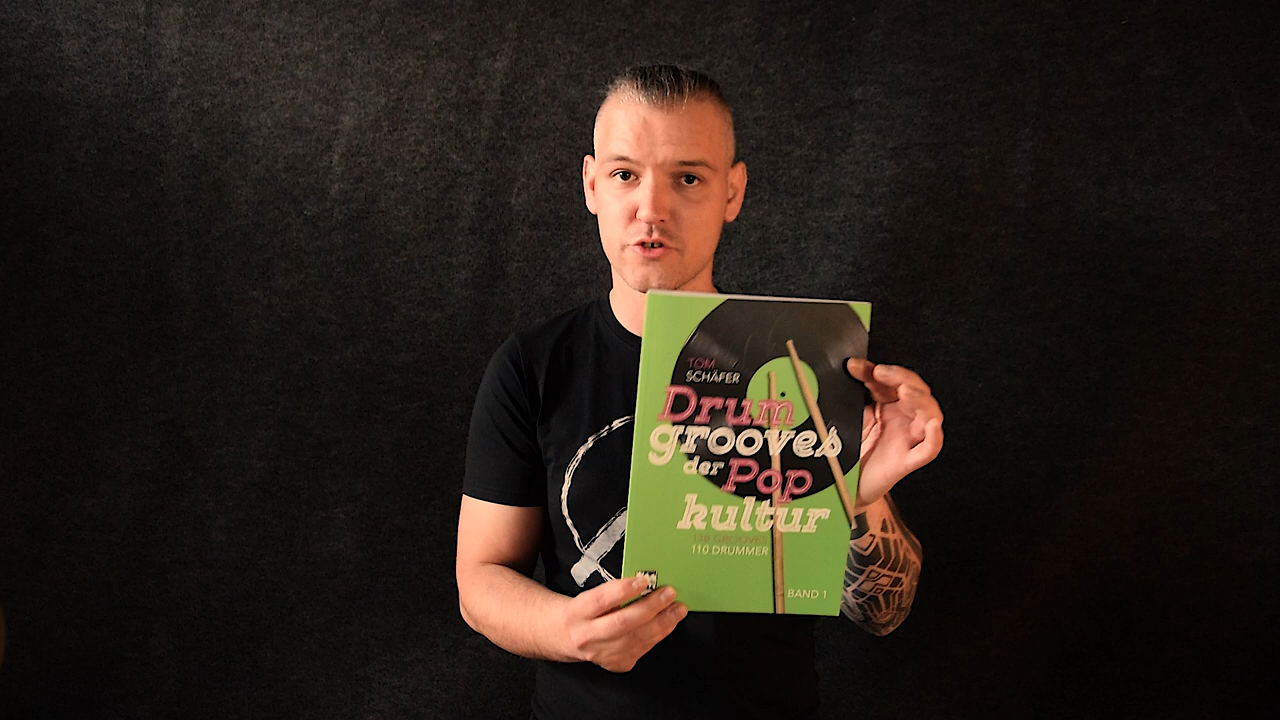 TOM
SCHÄFER
Drum
grooves
der Pop
kultur
110 DRUMMER
BAND 1